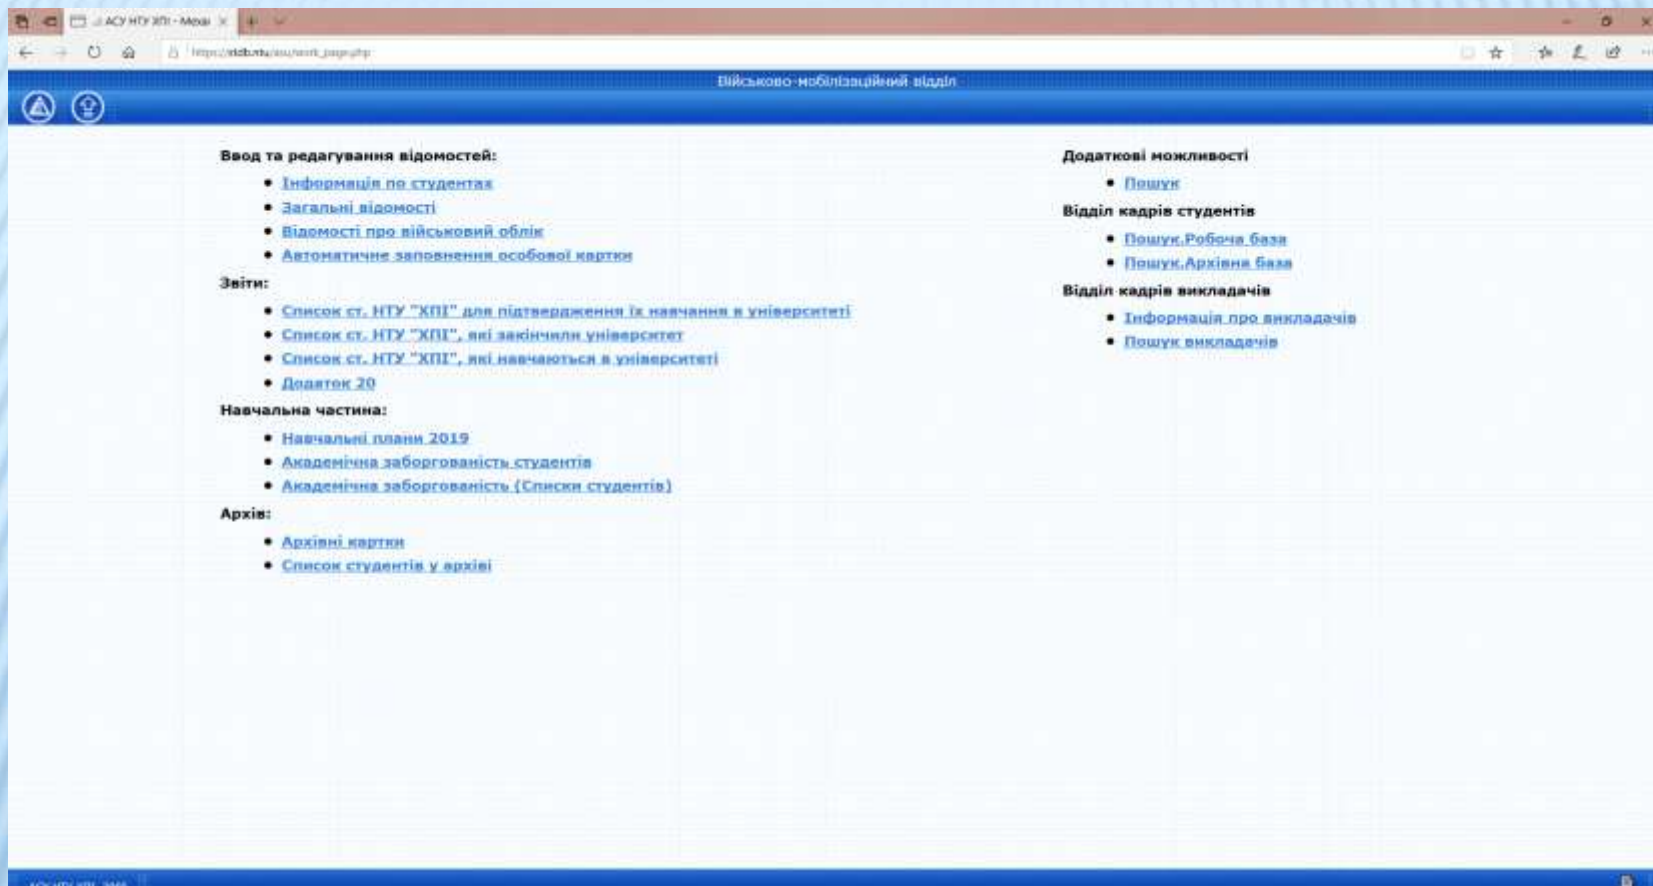 АСУ НТУ ХПІ - Механ
Військово-мобілізаційний відділ
Ввод та редагування відомостей:
Інформація по студентах
Загальні відомості
Відомості про військовий облік
Автоматичне заповнення особової картки
Звіти:
Список ст. НТУ "ХПІ" для підтвердження їх навчання в університеті
Список ст. НТУ "ХПІ", які закінчили університет
Список ст. НТУ "ХПІ", які навчаються в університеті
Додаток 20
Навчальна частина:
Навчальні плани 2019
Академічна заборгованість студентів
Академічна заборгованість (Списки студентів)
Архів:
Архівні картки
Список студентів у архіві
Додаткові можливості
Пошук
Відділ кадрів студентів
Пошук.Робоча база
Пошук.Архівна база
Відділ кадрів викладачів
Інформація про викладачів
Пошук викладачів